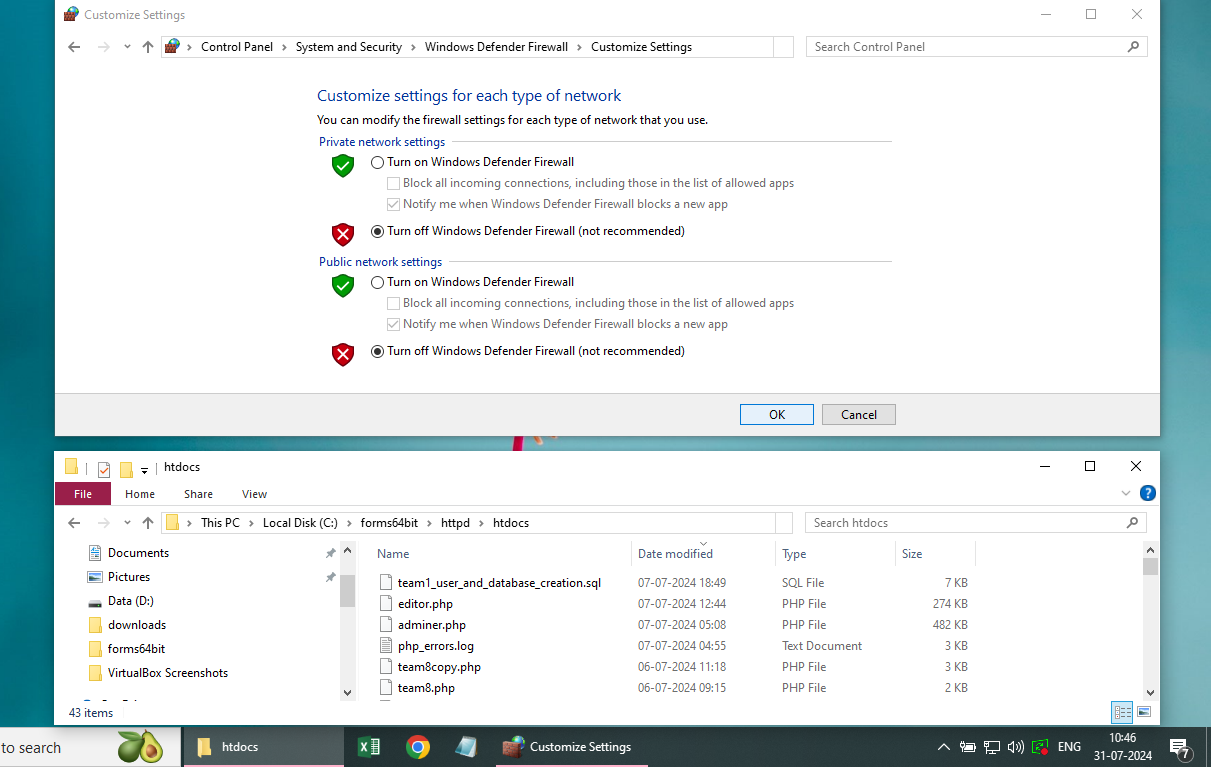 Customize Settings
Control Panel > System and Security > Windows Defender Firewall > Customize Settings
Search Control Panel
Customize settings for each type of network
You can modify the firewall settings for each type of network that you use.
Private network settings
Turn on Windows Defender Firewall
Block all incoming connections, including those in the list of allowed apps
Notify me when Windows Defender Firewall blocks a new app
Turn off Windows Defender Firewall (not recommended)
Public network settings
Turn on Windows Defender Firewall
Block all incoming connections, including those in the list of allowed apps
Notify me when Windows Defender Firewall blocks a new app
Turn off Windows Defender Firewall (not recommended)
OK Cancel
htdocs
File Home Share View
This PC > Local Disk (C:) > forms64bit > httpd > htdocs
Search htdocs
Documents
Pictures
Data (D:)
downloads
forms64bit
VirtualBox Screenshots
Name Date modified Type Size
team1_user_and_database_creation.sql 07-07-2024 18:49 SQL File 7 KB
editor.php 07-07-2024 12:44 PHP File 274 KB
adminer.php 07-07-2024 05:08 PHP File 482 KB
php_errors.log 07-07-2024 04:55 Text Document 3 KB
team8copy.php 06-07-2024 11:18 PHP File 3 KB
team8.php 06-07-2024 09:15 PHP File 2 KB
43 items
to search
htdocs
Customize Settings
ENG
10:46
31-07-2024
7